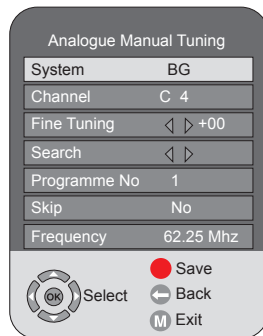 Analogue Manual Tuning
System BG
Channel C 4
Fine Tuning +00
Search
Programme No 1
Skip No
Frequency 62.25 Mhz
Save
OK Select Back
M Exit